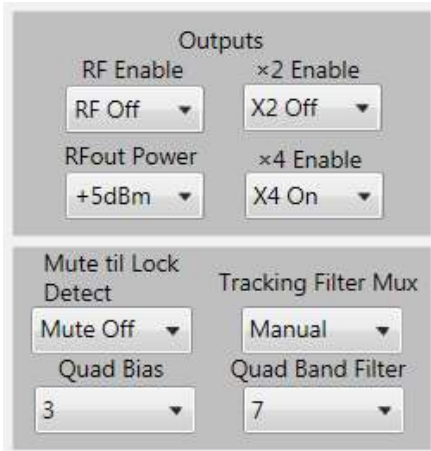 Outputs
RF Enable ×2 Enable
RF Off X2 Off
RFout Power ×4 Enable
+5dBm X4 On
Mute til Lock
Detect Tracking Filter Mux
Mute Off Manual
Quad Bias Quad Band Filter
3 7